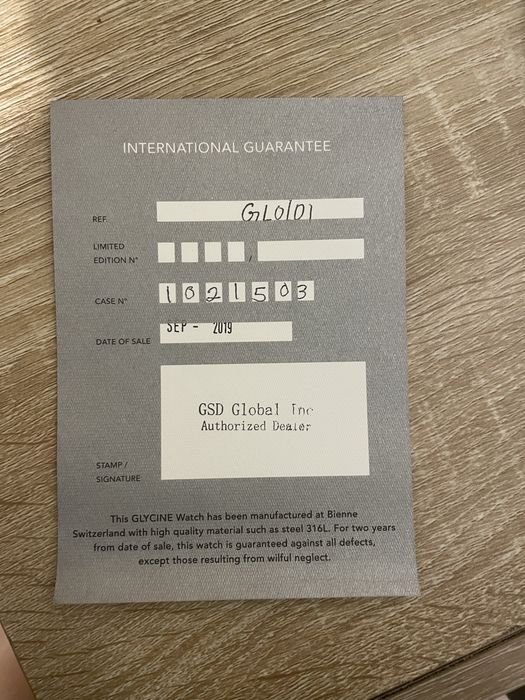 INTERNATIONAL GUARANTEE
REF. GL0101
LIMITED
EDITION N° ,
CASE N° 1021503
DATE OF SALE SEP - 2019
GSD Global Inc
Authorized Dealer
STAMP /
SIGNATURE
This GLYCINE Watch has been manufactured at Bienne
Switzerland with high quality material such as steel 316L. For two years
from date of sale, this watch is guaranteed against all defects,
except those resulting from wilful neglect.